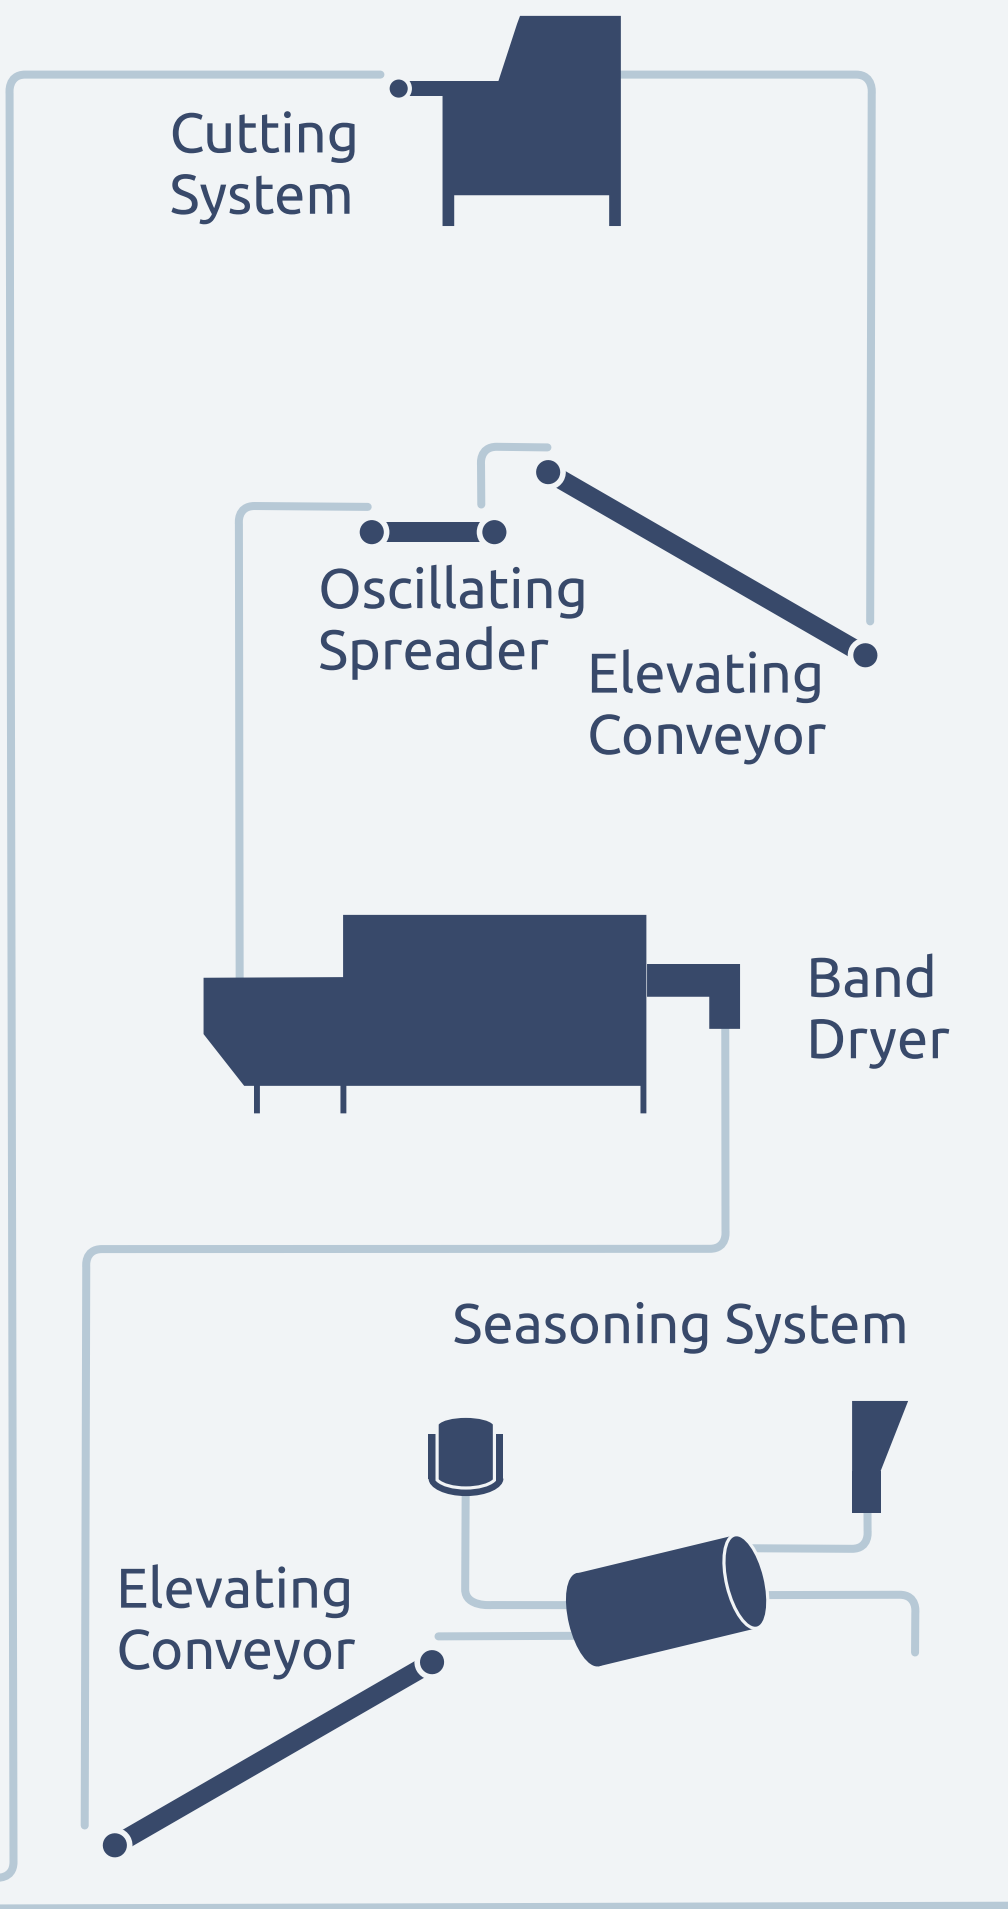 Cutting
System
Oscillating
Spreader
Elevating
Conveyor
Band
Dryer
Seasoning System
Elevating
Conveyor